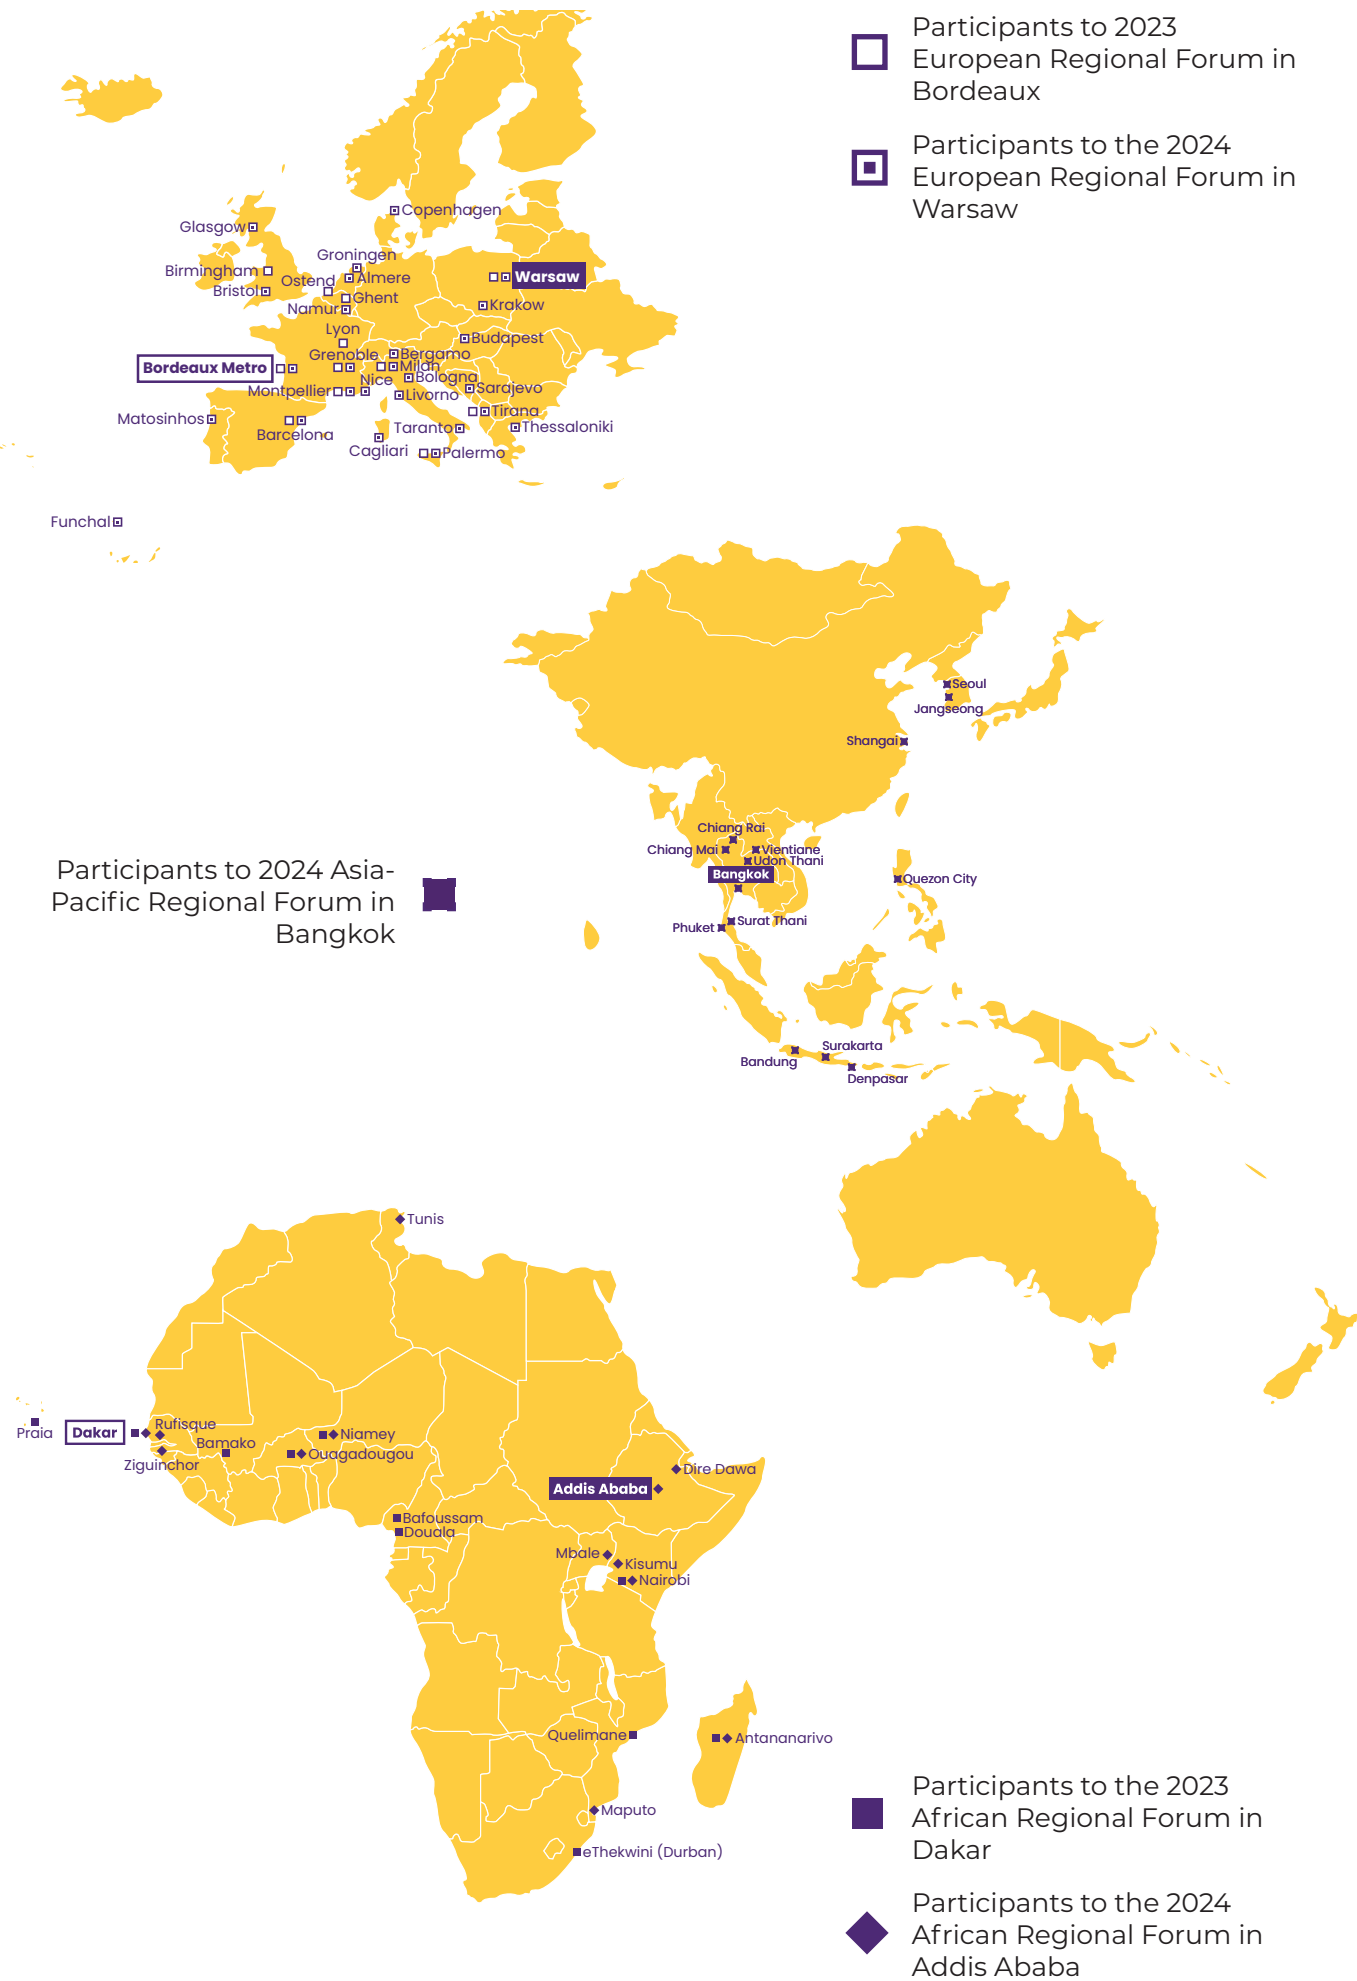 Participants to 2023
European Regional Forum in
Bordeaux
Participants to the 2024
European Regional Forum in
Warsaw
Copenhagen
Glasgow
Groningen
Birmingham
Ostend
Almere
Warsaw
Bristol
Ghent
Namur
Krakow
Lyon
Budapest
Grenoble
Bergamo
Bordeaux Metro
Milan
Nice
Bologna
Montpellier
Livorno
Sarajevo
Matosinhos
Tirana
Barcelona
Taranto
Thessaloniki
Cagliari
Palermo
Funchal
Seoul
Jangseong
Shangai
Chiang Rai
Chiang Mai
Vientiane
Udon Thani
Bangkok
Quezon City
Surat Thani
Phuket
Participants to 2024 Asia-
Pacific Regional Forum in
Bangkok
Surakarta
Bandung
Denpasar
Tunis
Praia
Dakar
Rufisque
Bamako
Niamey
Ouagadougou
Ziguinchor
Dire Dawa
Addis Ababa
Bafoussam
Douala
Mbale
Kisumu
Nairobi
Quelimane
Antananarivo
Maputo
eThekwini (Durban)
Participants to the 2023
African Regional Forum in
Dakar
Participants to the 2024
African Regional Forum in
Addis Ababa